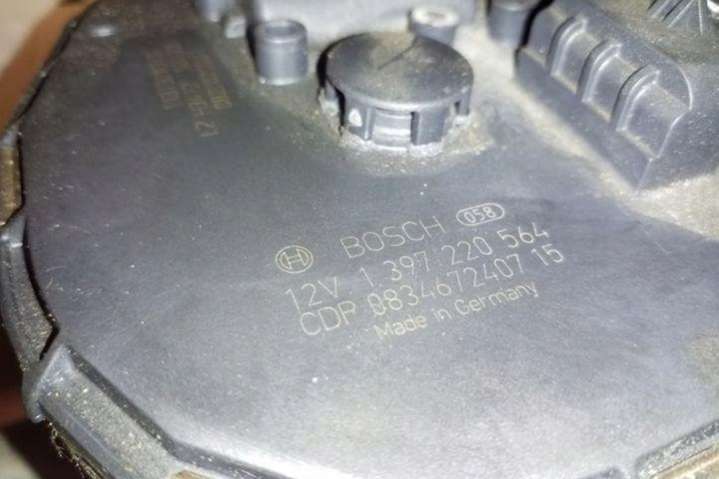 BOSCH 058
12V 1 397 220 564
CDP 0834672407 15
Made in Germany